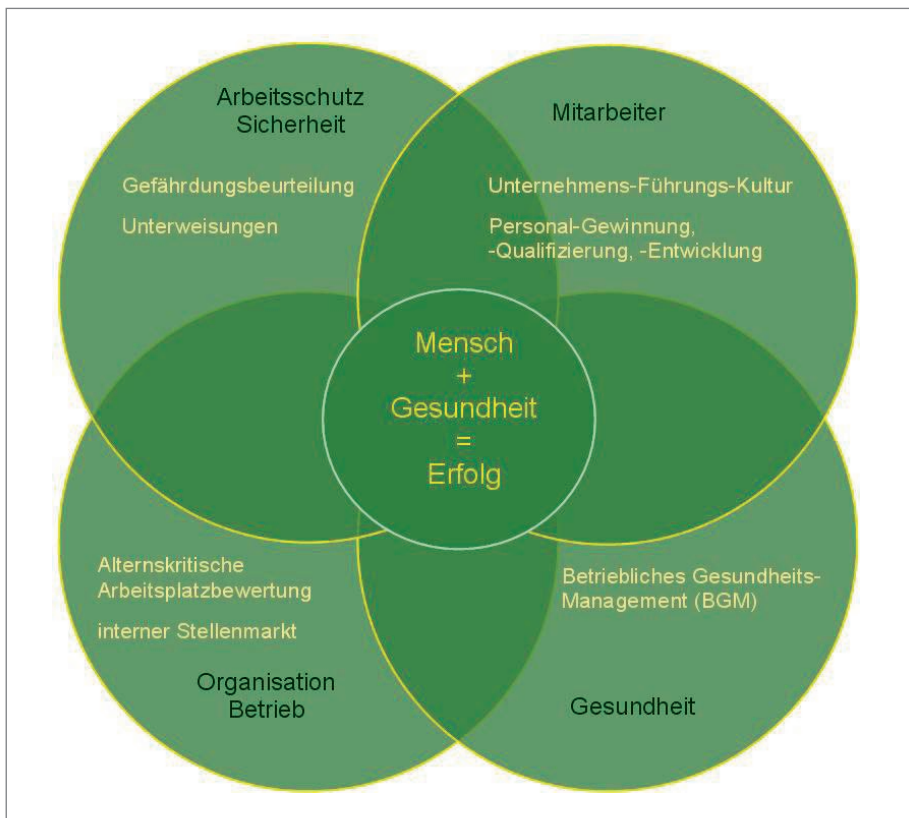 Arbeitsschutz
Sicherheit
Gefährdungsbeurteilung
Unterweisungen
Mitarbeiter
Unternehmens-Führungs-Kultur
Personal-Gewinnung,
-Qualifizierung, -Entwicklung
Mensch
+
Gesundheit
=
Erfolg
Alternskritische
Arbeitsplatzbewertung
interner Stellenmarkt
Organisation
Betrieb
Betriebliches Gesundheits-
Management (BGM)
Gesundheit